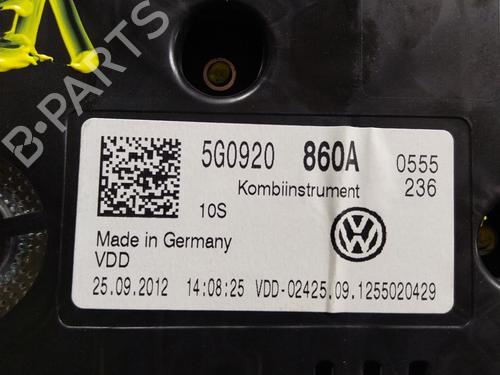 B-PARTS
5G0920 860A 0555
Kombiinstrument 236
10S
Made in Germany
VDD
25.09.2012 14:08:25 VDD-02425.09.1255020429